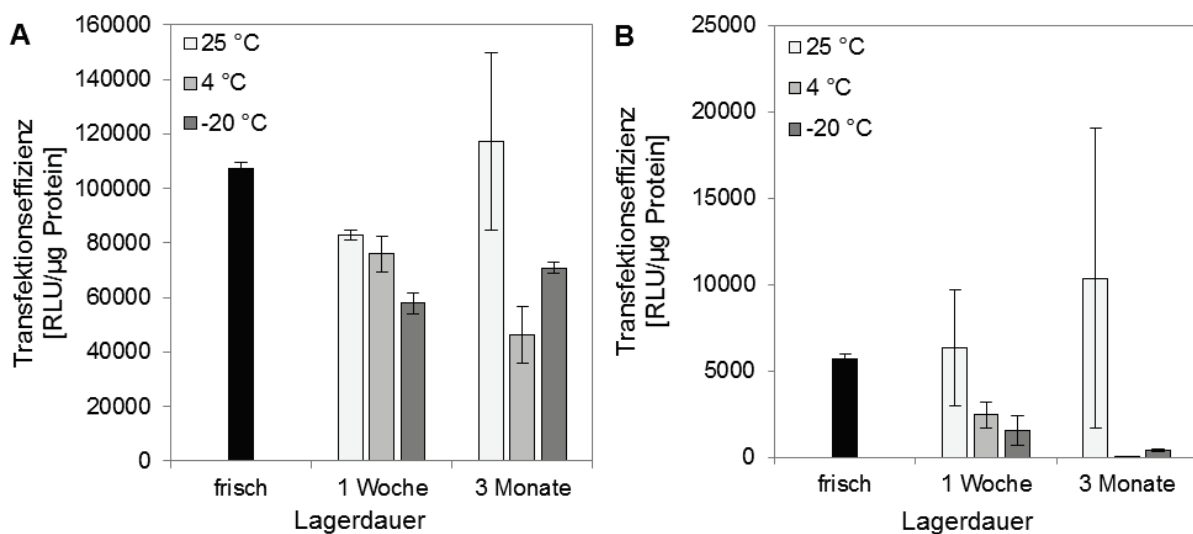 A
Transfektionseffizienz
[RLU/µg Protein]
160000
140000
120000
100000
80000
60000
40000
20000
0
25 °C
4 °C
-20 °C
frisch
1 Woche
3 Monate
Lagerdauer
B
Transfektionseffizienz
[RLU/µg Protein]
25000
20000
15000
10000
5000
0
25 °C
4 °C
-20 °C
frisch
1 Woche
3 Monate
Lagerdauer